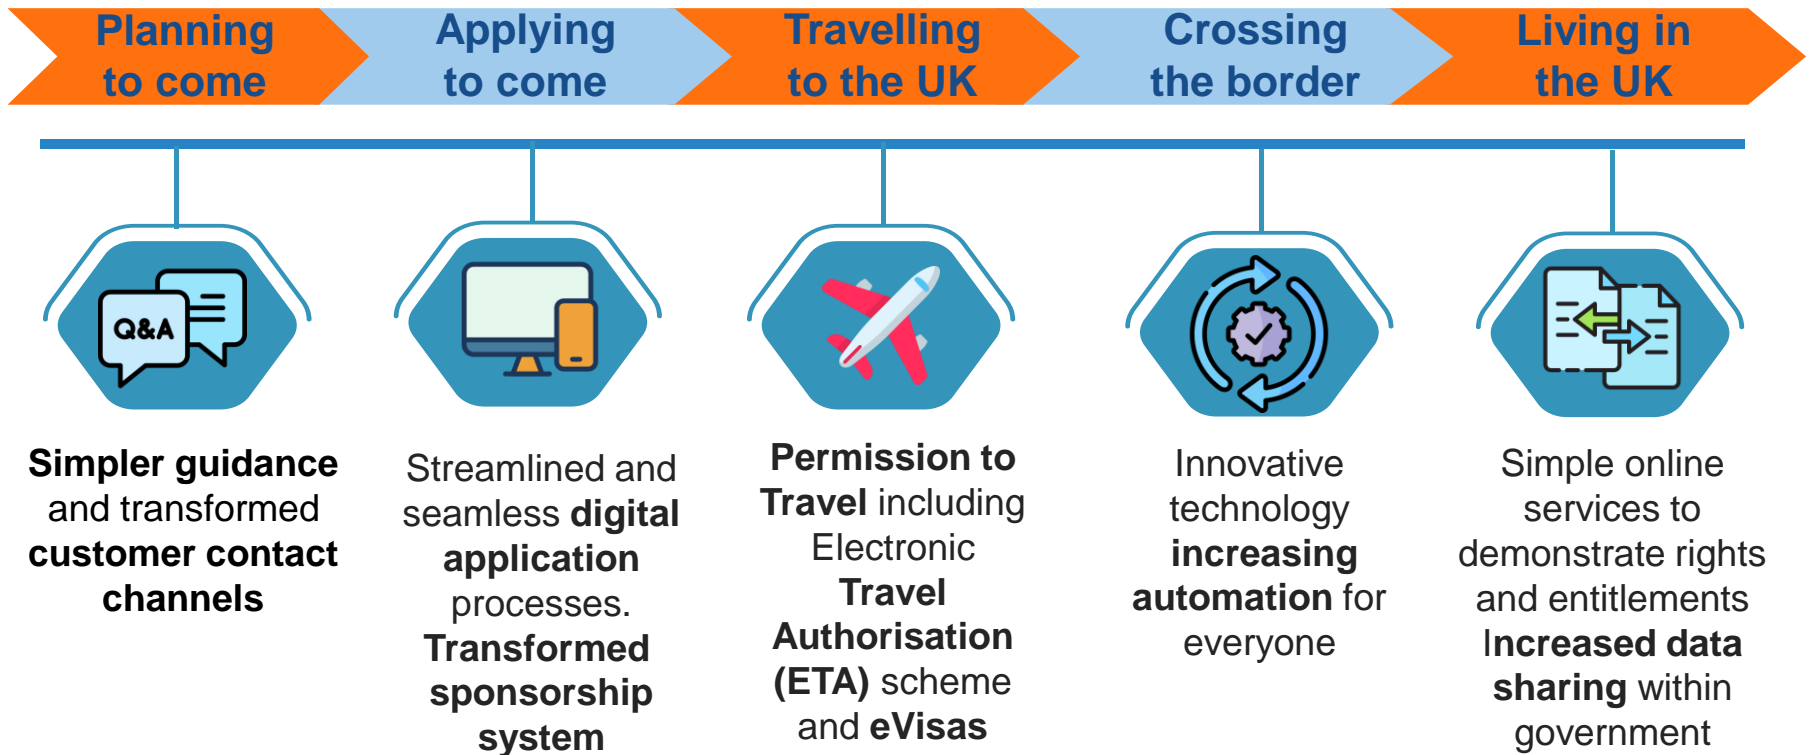 Planning
to come
Applying
to come
Travelling
to the UK
Crossing
the border
Living in
the UK
Q&A
Simpler guidance
and transformed
customer contact
channels
Streamlined and
seamless digital
application
processes.
Transformed
sponsorship
system
Permission to
Travel including
Electronic
Travel
Authorisation
(ETA) scheme
and eVisas
Innovative
technology
increasing
automation for
everyone
Simple online
services to
demonstrate rights
and entitlements
Increased data
sharing within
government